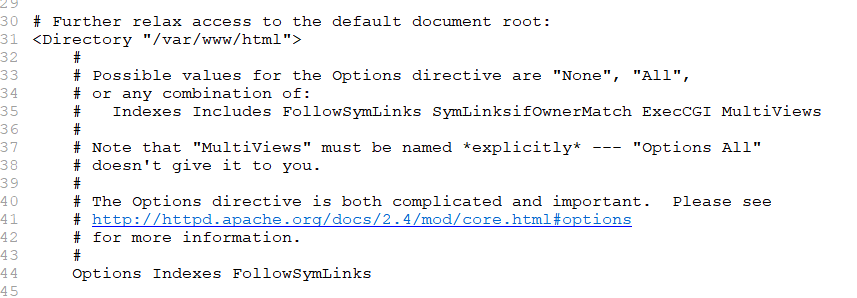 29
30 # Further relax access to the default document root:
31 <Directory "/var/www/html">
32     #
33     # Possible values for the Options directive are "None", "All",
34     # or any combination of:
35     #   Indexes Includes FollowSymLinks SymLinksifOwnerMatch ExecCGI MultiViews
36     #
37     # Note that "MultiViews" must be named *explicitly* --- "Options All"
38     # doesn't give it to you.
39     #
40     # The Options directive is both complicated and important.  Please see
41     # http://httpd.apache.org/docs/2.4/mod/core.html#options
42     # for more information.
43     #
44     Options Indexes FollowSymLinks
45